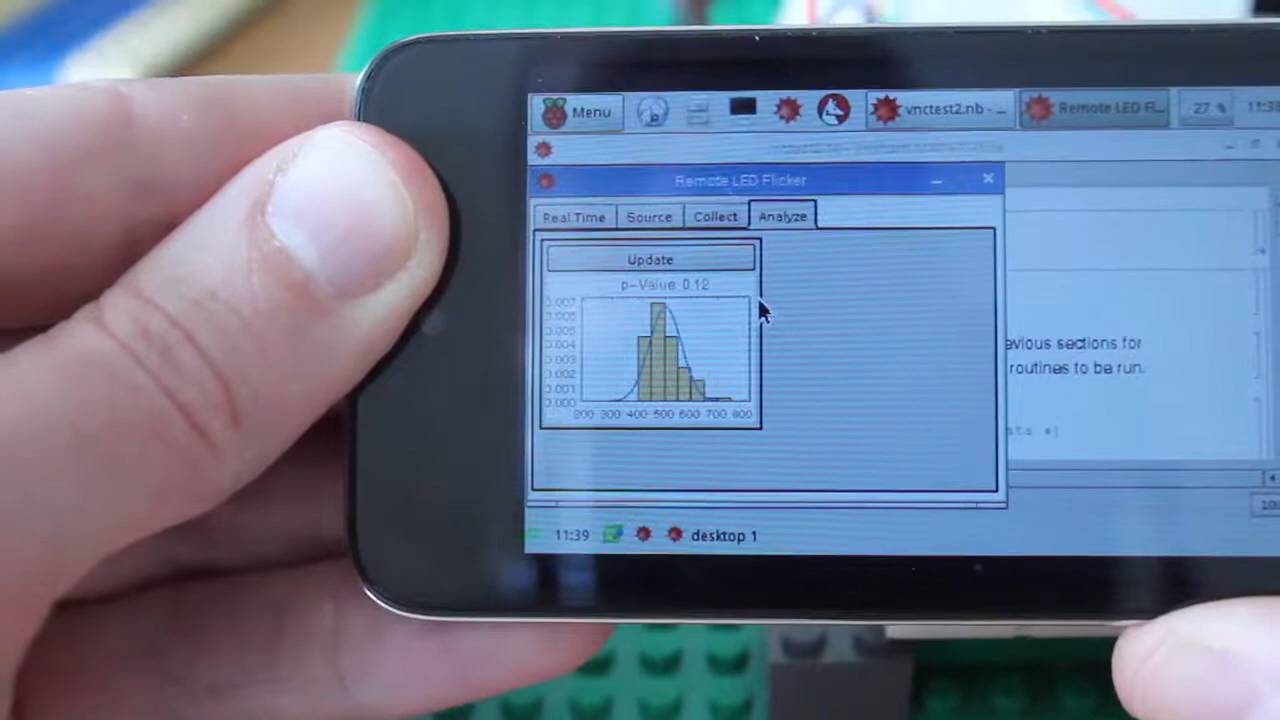 Menu
vnctest2.nb - ...
Remote LED Fl...
27 %
Remote LED Flicker
Real Time
Source
Collect
Analyze
Update
p-Value 0.12
0.007
0.006
0.005
0.004
0.003
0.002
0.001
0.000
200 300 400 500 600 700 800
evious sections for
routines to be run.
11:39
desktop 1